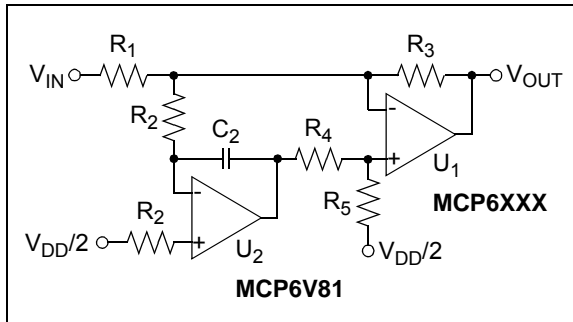 R1
R3
VIN
VOUT
R2
C2
R4
-
U1
+
-
R5
MCP6XXX
R2
VDD/2
+
U2
VDD/2
MCP6V81